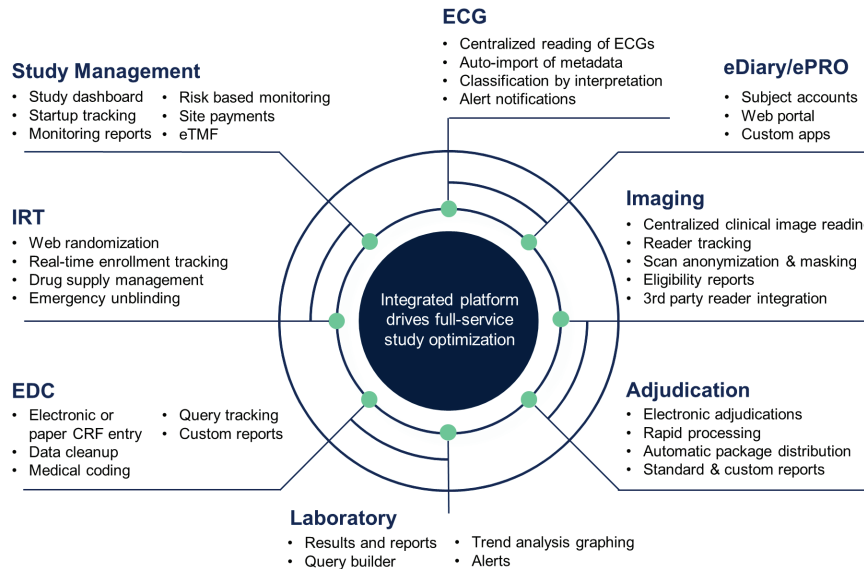 ECG
• Centralized reading of ECGs
• Auto-import of metadata
• Classification by interpretation
• Alert notifications
Study Management
• Study dashboard
• Startup tracking
• Monitoring reports
• Risk based monitoring
• Site payments
• eTMF
eDiary/ePRO
• Subject accounts
• Web portal
• Custom apps
IRT
• Web randomization
• Real-time enrollment tracking
• Drug supply management
• Emergency unblinding
Imaging
• Centralized clinical image readin
• Reader tracking
• Scan anonymization & masking
• Eligibility reports
• 3rd party reader integration
Integrated platform
drives full-service
study optimization
EDC
• Electronic or
paper CRF entry
• Data cleanup
• Medical coding
• Query tracking
• Custom reports
Adjudication
• Electronic adjudications
• Rapid processing
• Automatic package distribution
• Standard & custom reports
Laboratory
• Results and reports
• Query builder
• Trend analysis graphing
• Alerts